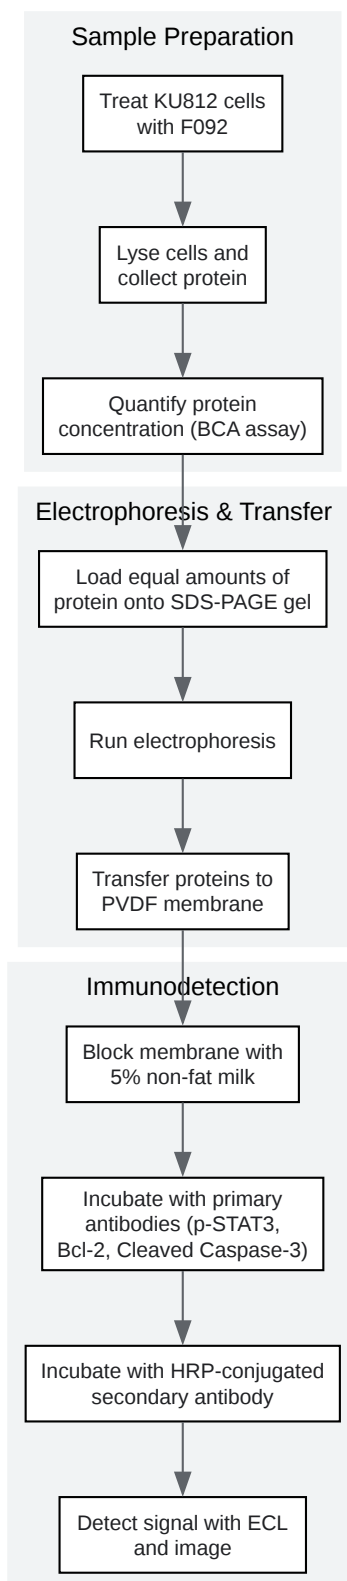 Sample Preparation
Treat KU812 cells
with F092
Lyse cells and
collect protein
Quantify protein
concentration (BCA assay)
Electrophoresis & Transfer
Load equal amounts of
protein onto SDS-PAGE gel
Run electrophoresis
Transfer proteins to
PVDF membrane
Immunodetection
Block membrane with
5% non-fat milk
Incubate with primary
antibodies (p-STAT3,
Bcl-2, Cleaved Caspase-3)
Incubate with HRP-conjugated
secondary antibody
Detect signal with ECL
and image